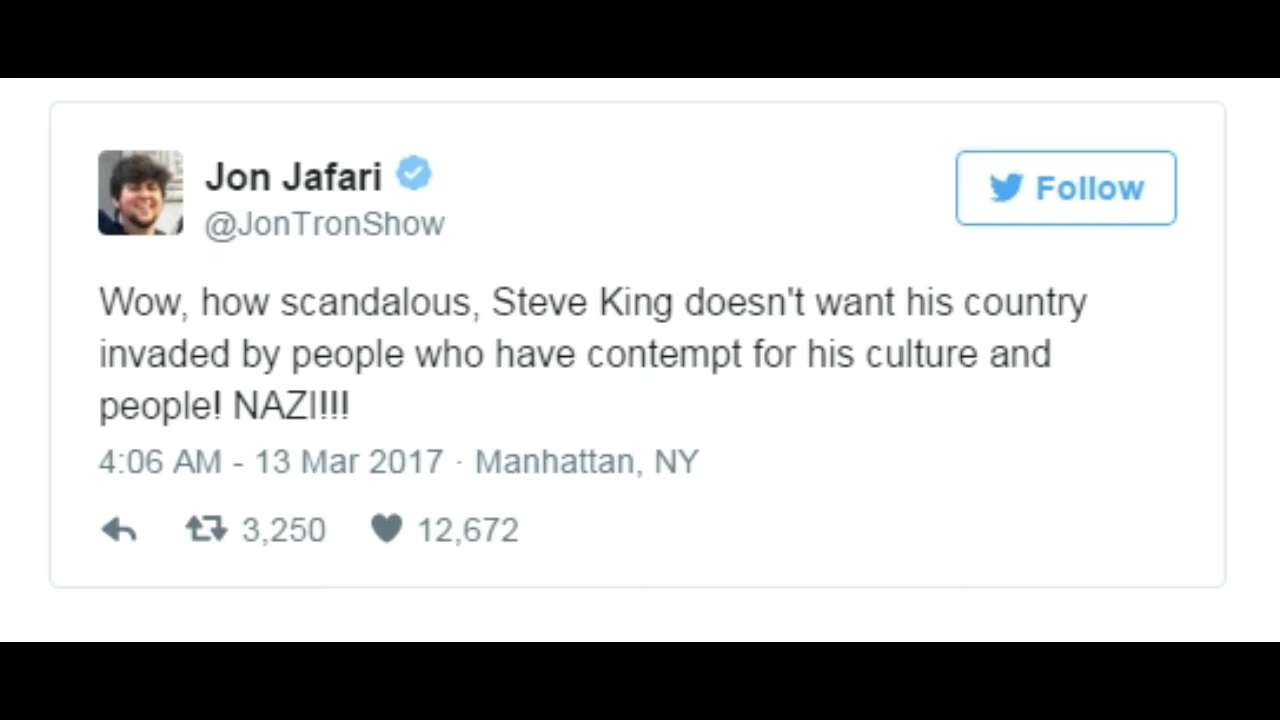 Jon Jafari
@JonTronShow
Follow
Wow, how scandalous, Steve King doesn't want his country
invaded by people who have contempt for his culture and
people! NAZI!!!
4:06 AM - 13 Mar 2017 · Manhattan, NY
3,250 12,672